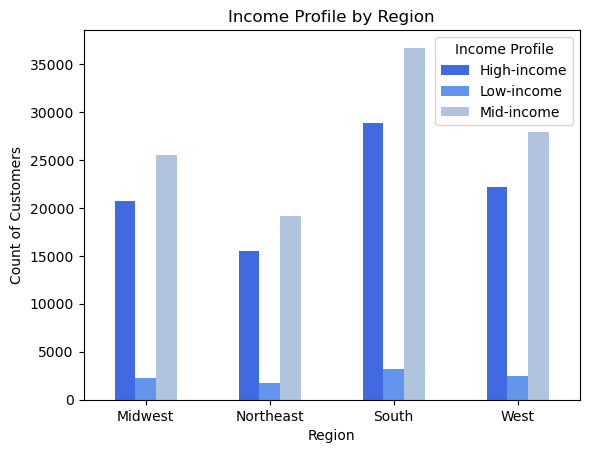 Income Profile by Region
Income Profile
High-income
Low-income
Mid-income
Count of Customers
35000
30000
25000
20000
15000
10000
5000
0
Midwest
Northeast
South
West
Region